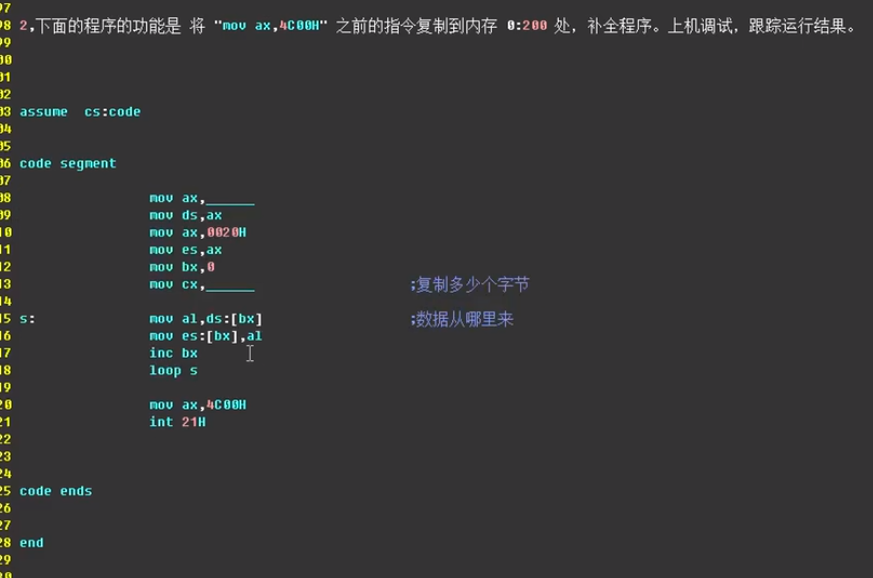 97
98 2,下面的程序的功能是 将 "mov ax,4C00H" 之前的指令复制到内存 0:200 处，补全程序。上机调试，跟踪运行结果。
99
00
01
02
03 assume cs:code
04
05
06 code segment
07
08 mov ax,______
09 mov ds,ax
10 mov ax,0020H
11 mov es,ax
12 mov bx,0
13 mov cx,______ ;复制多少个字节
14
15 s: mov al,ds:[bx] ;数据从哪里来
16 mov es:[bx],al
17 inc bx
18 loop s
19
20 mov ax,4C00H
21 int 21H
22
23
24
25 code ends
26
27
28 end
29
30